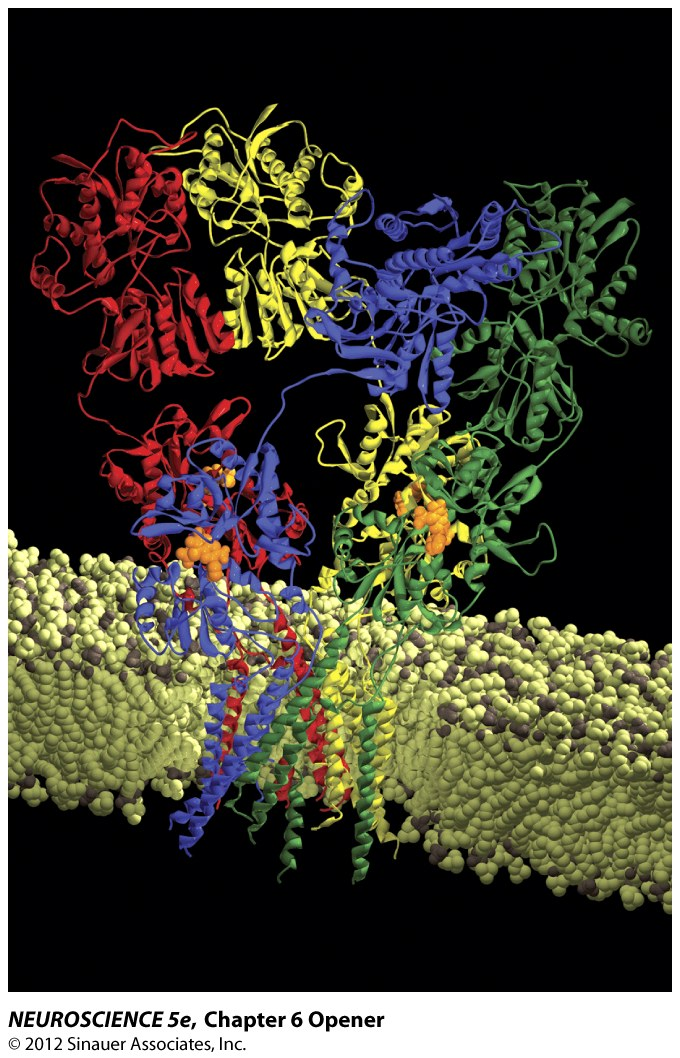 NEUROSCIENCE 5e, Chapter 6 Opener
© 2012 Sinauer Associates, Inc.